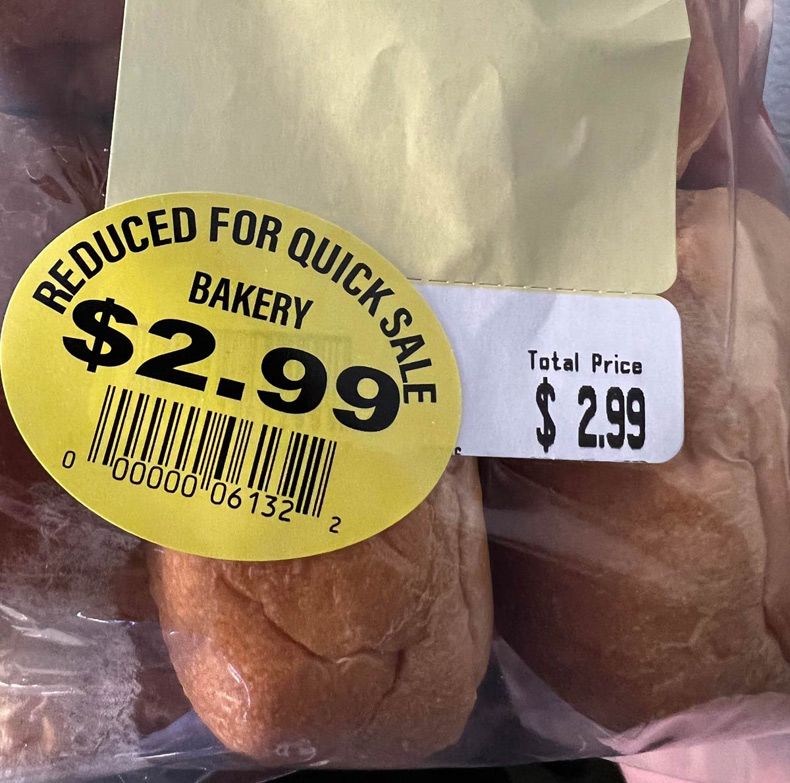 REDUCED FOR QUICK SALE
BAKERY
$2.99
0 00000 06132 2
Total Price
$ 2.99